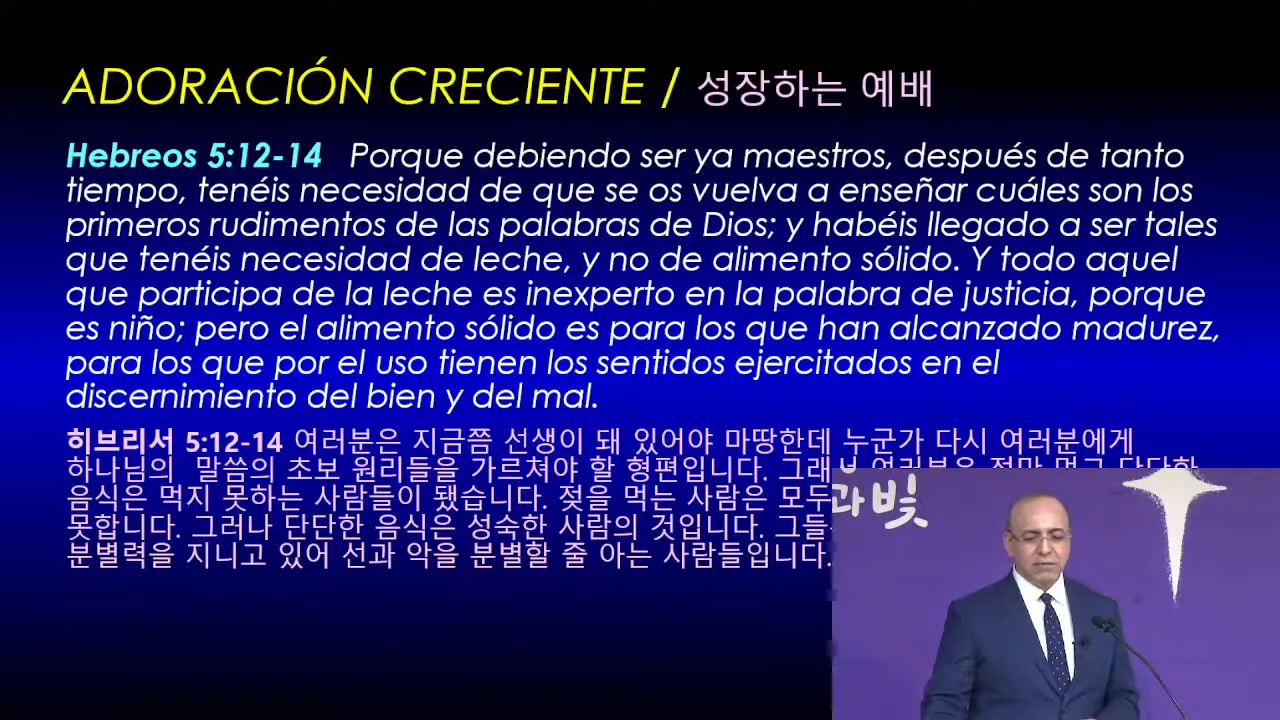 ADORACIÓN CRECIENTE / 성장하는 예배
Hebreos 5:12-14 Porque debiendo ser ya maestros, después de tanto
tiempo, tenéis necesidad de que se os vuelva a enseñar cuáles son los
primeros rudimentos de las palabras de Dios; y habéis llegado a ser tales
que tenéis necesidad de leche, y no de alimento sólido. Y todo aquel
que participa de la leche es inexperto en la palabra de justicia, porque
es niño; pero el alimento sólido es para los que han alcanzado madurez,
para los que por el uso tienen los sentidos ejercitados en el
discernimiento del bien y del mal.
히브리서 5:12-14 여러분은 지금쯤 선생이 돼 있어야 마땅한데 누군가 다시 여러분에게
하나님의 말씀의 초보 원리들을 가르쳐야 할 형편입니다.
음식은 먹지 못하는 사람들이 됐습니다. 젖을 먹는 사람은 모두
못합니다. 그러나 단단한 음식은 성숙한 사람의 것입니다. 그들
분별력을 지니고 있어 선과 악을 분별할 줄 아는 사람들입니다.
과빛